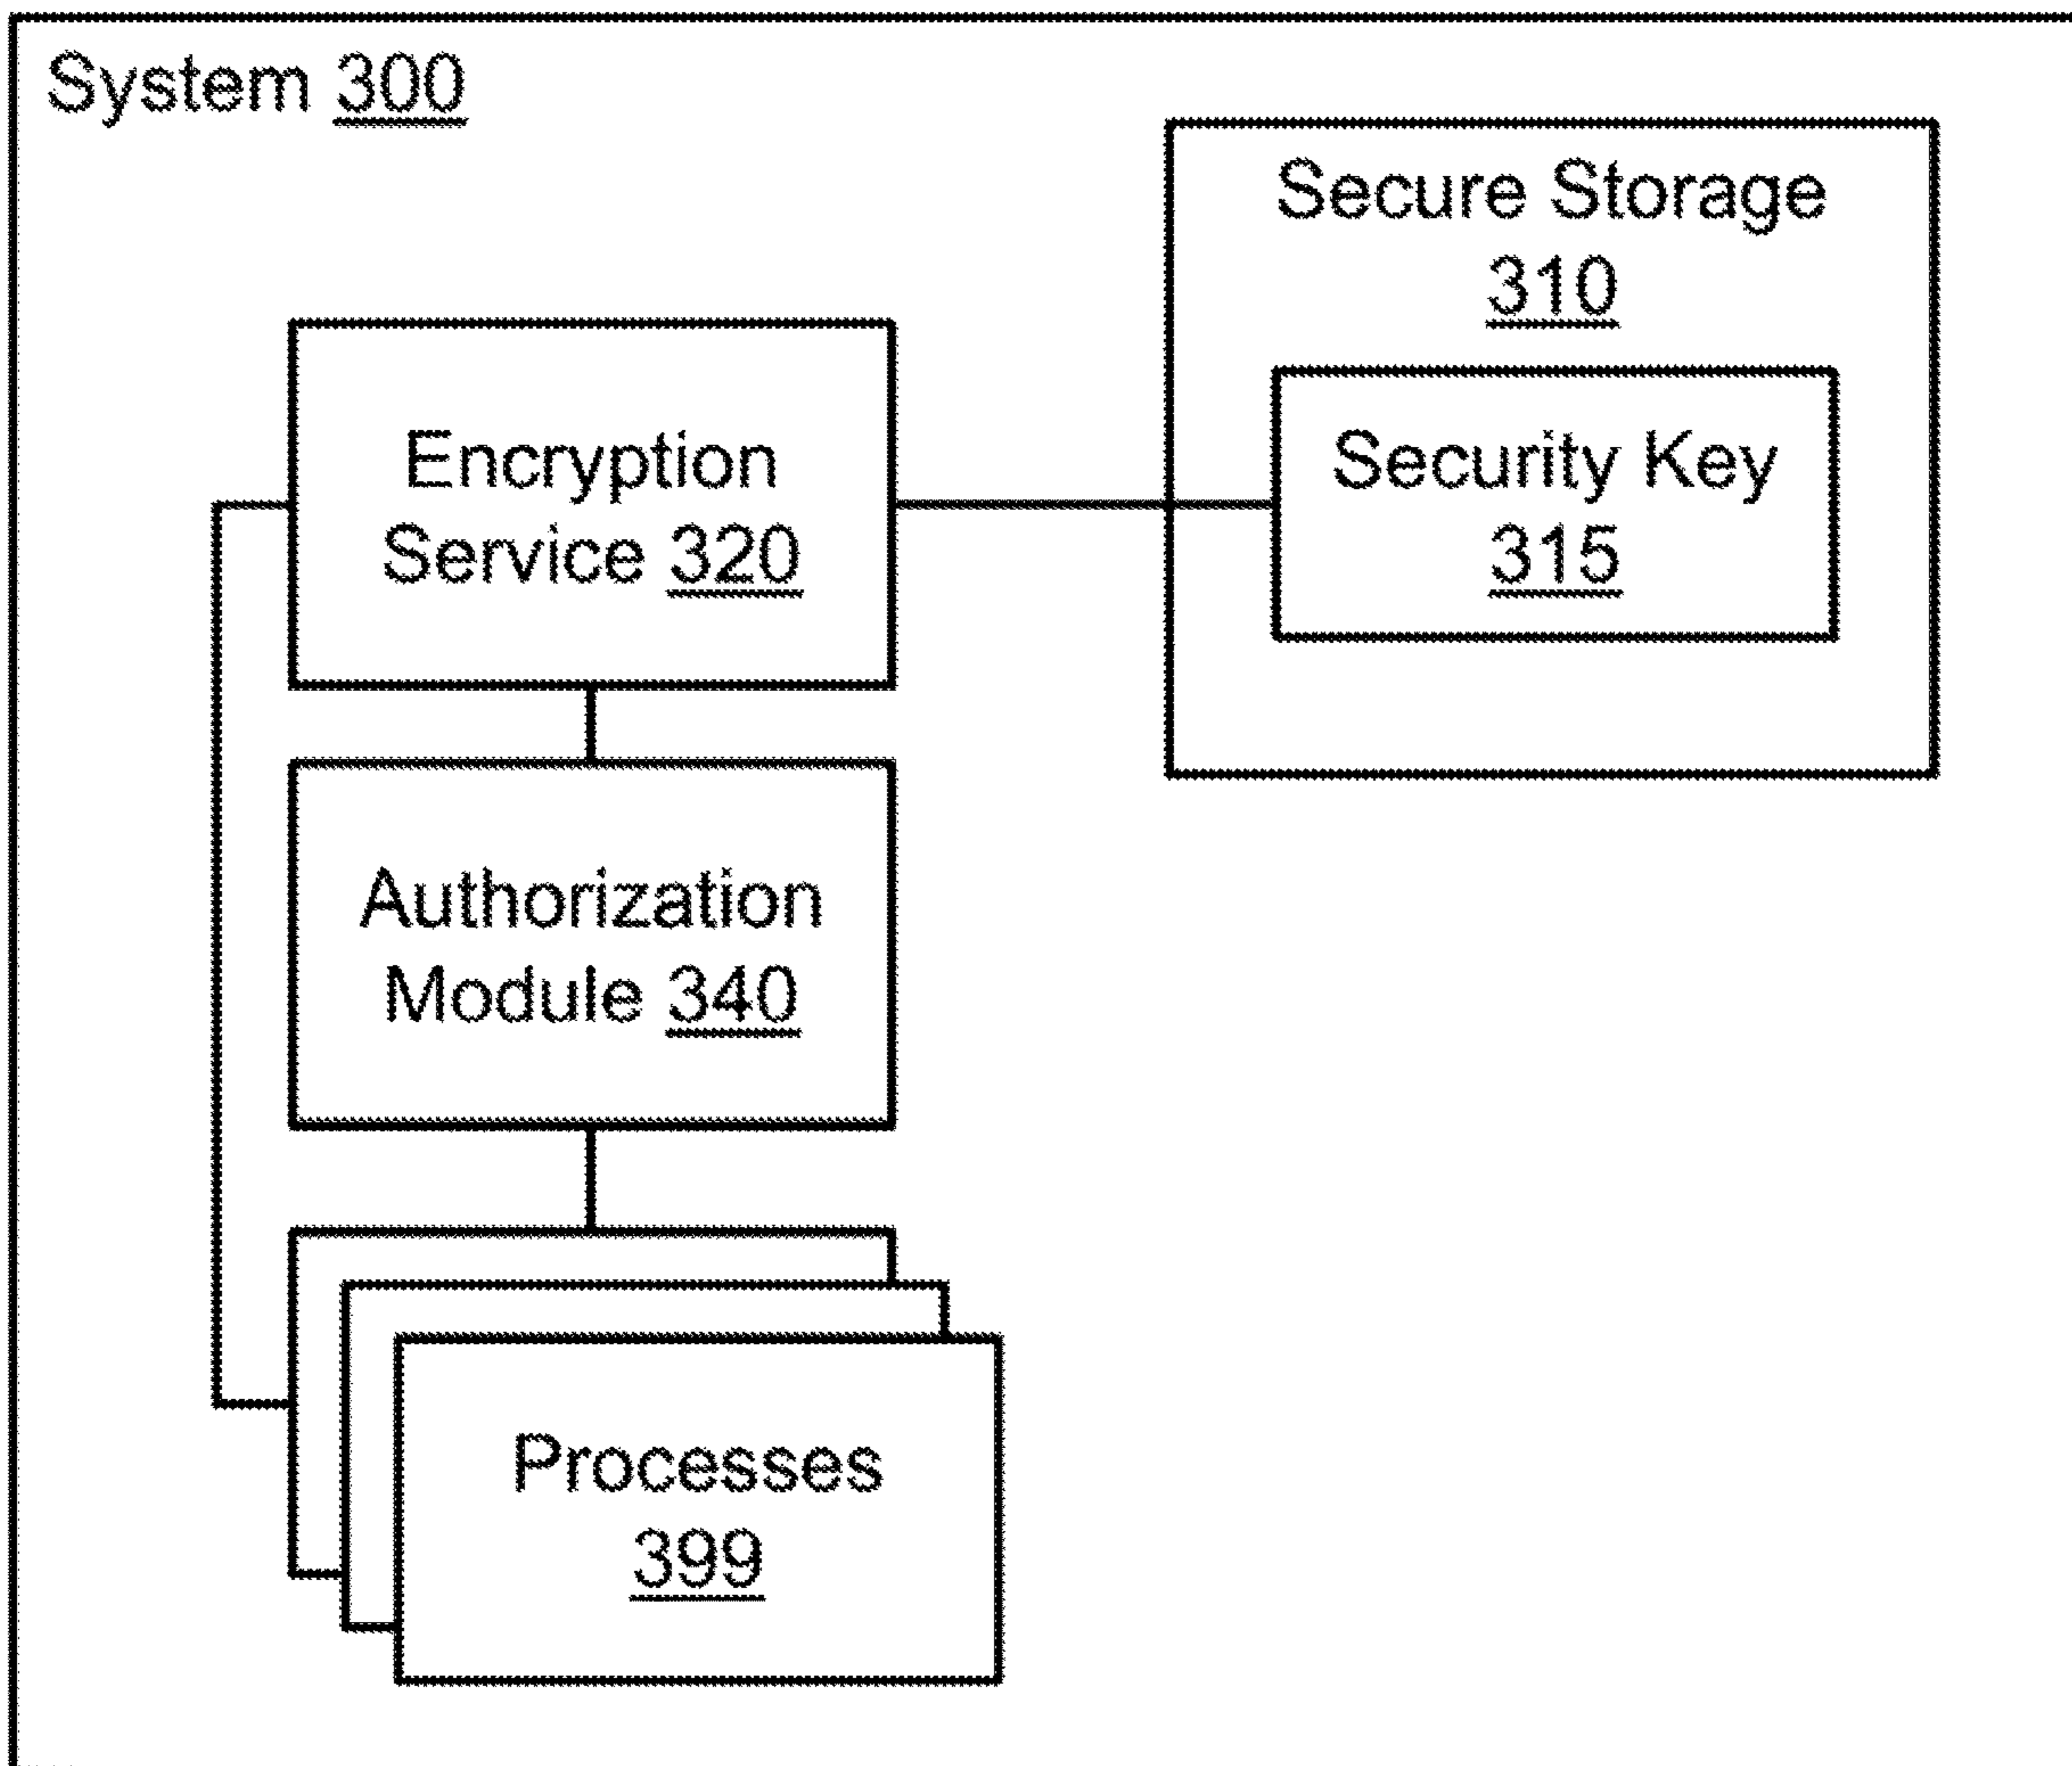 System 300
Secure Storage
310
Encryption
Service 320
Security Key
315
Authorization
Module 340
Processes
399